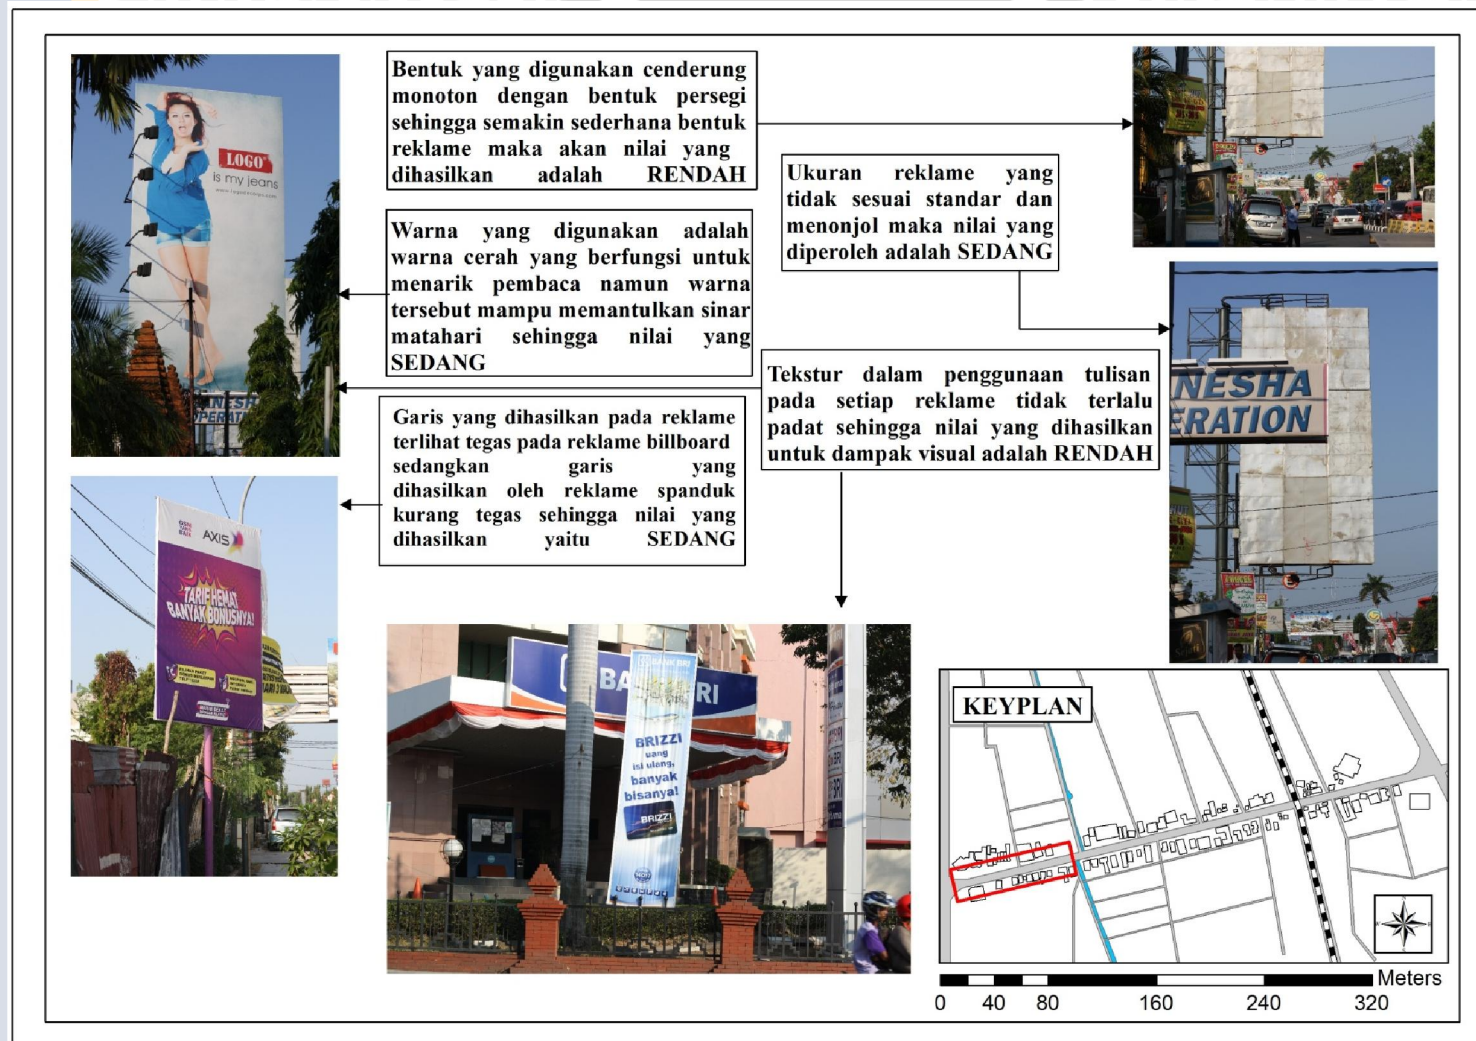 Bentuk yang digunakan cenderung
monoton dengan bentuk persegi
sehingga semakin sederhana bentuk
reklame maka akan nilai yang
dihasilkan adalah RENDAH
Ukuran reklame yang
tidak sesuai standar dan
menonjol maka nilai yang
diperoleh adalah SEDANG
Warna yang digunakan adalah
warna cerah yang berfungsi untuk
menarik pembaca namun warna
tersebut mampu memantulkan sinar
matahari sehingga nilai yang
SEDANG
Tekstur dalam penggunaan tulisan
pada setiap reklame tidak terlalu
padat sehingga nilai yang dihasilkan
untuk dampak visual adalah RENDAH
Garis yang dihasilkan pada reklame
terlihat tegas pada reklame billboard
sedangkan garis yang
dihasilkan oleh reklame spanduk
kurang tegas sehingga nilai yang
dihasilkan yaitu SEDANG
LOGO
is my jeans
NESHA
PERATION
NESHA
ERATION
AXIS
TARIF HEMAT
BANYAK BONUSNYA!
BA
RI
BRIZZI
uang
isi ulang,
banyak
bisanya!
BRIZZI
KEYPLAN
Meters
0 40 80 160 240 320